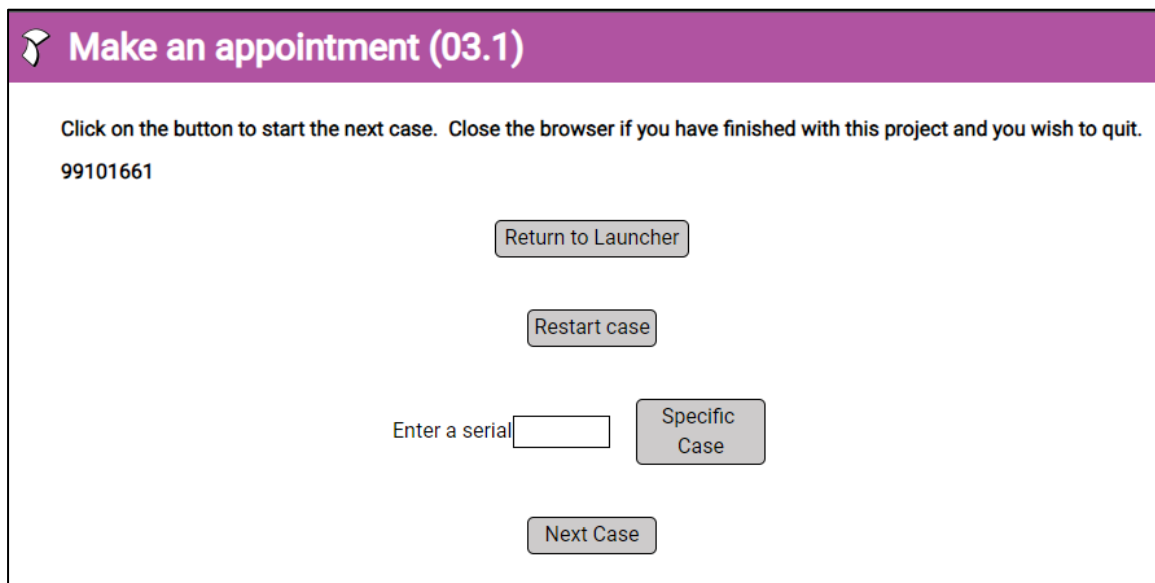 Make an appointment (03.1)
Click on the button to start the next case.  Close the browser if you have finished with this project and you wish to quit.
99101661
Return to Launcher
Restart case
Enter a serial
Specific
Case
Next Case